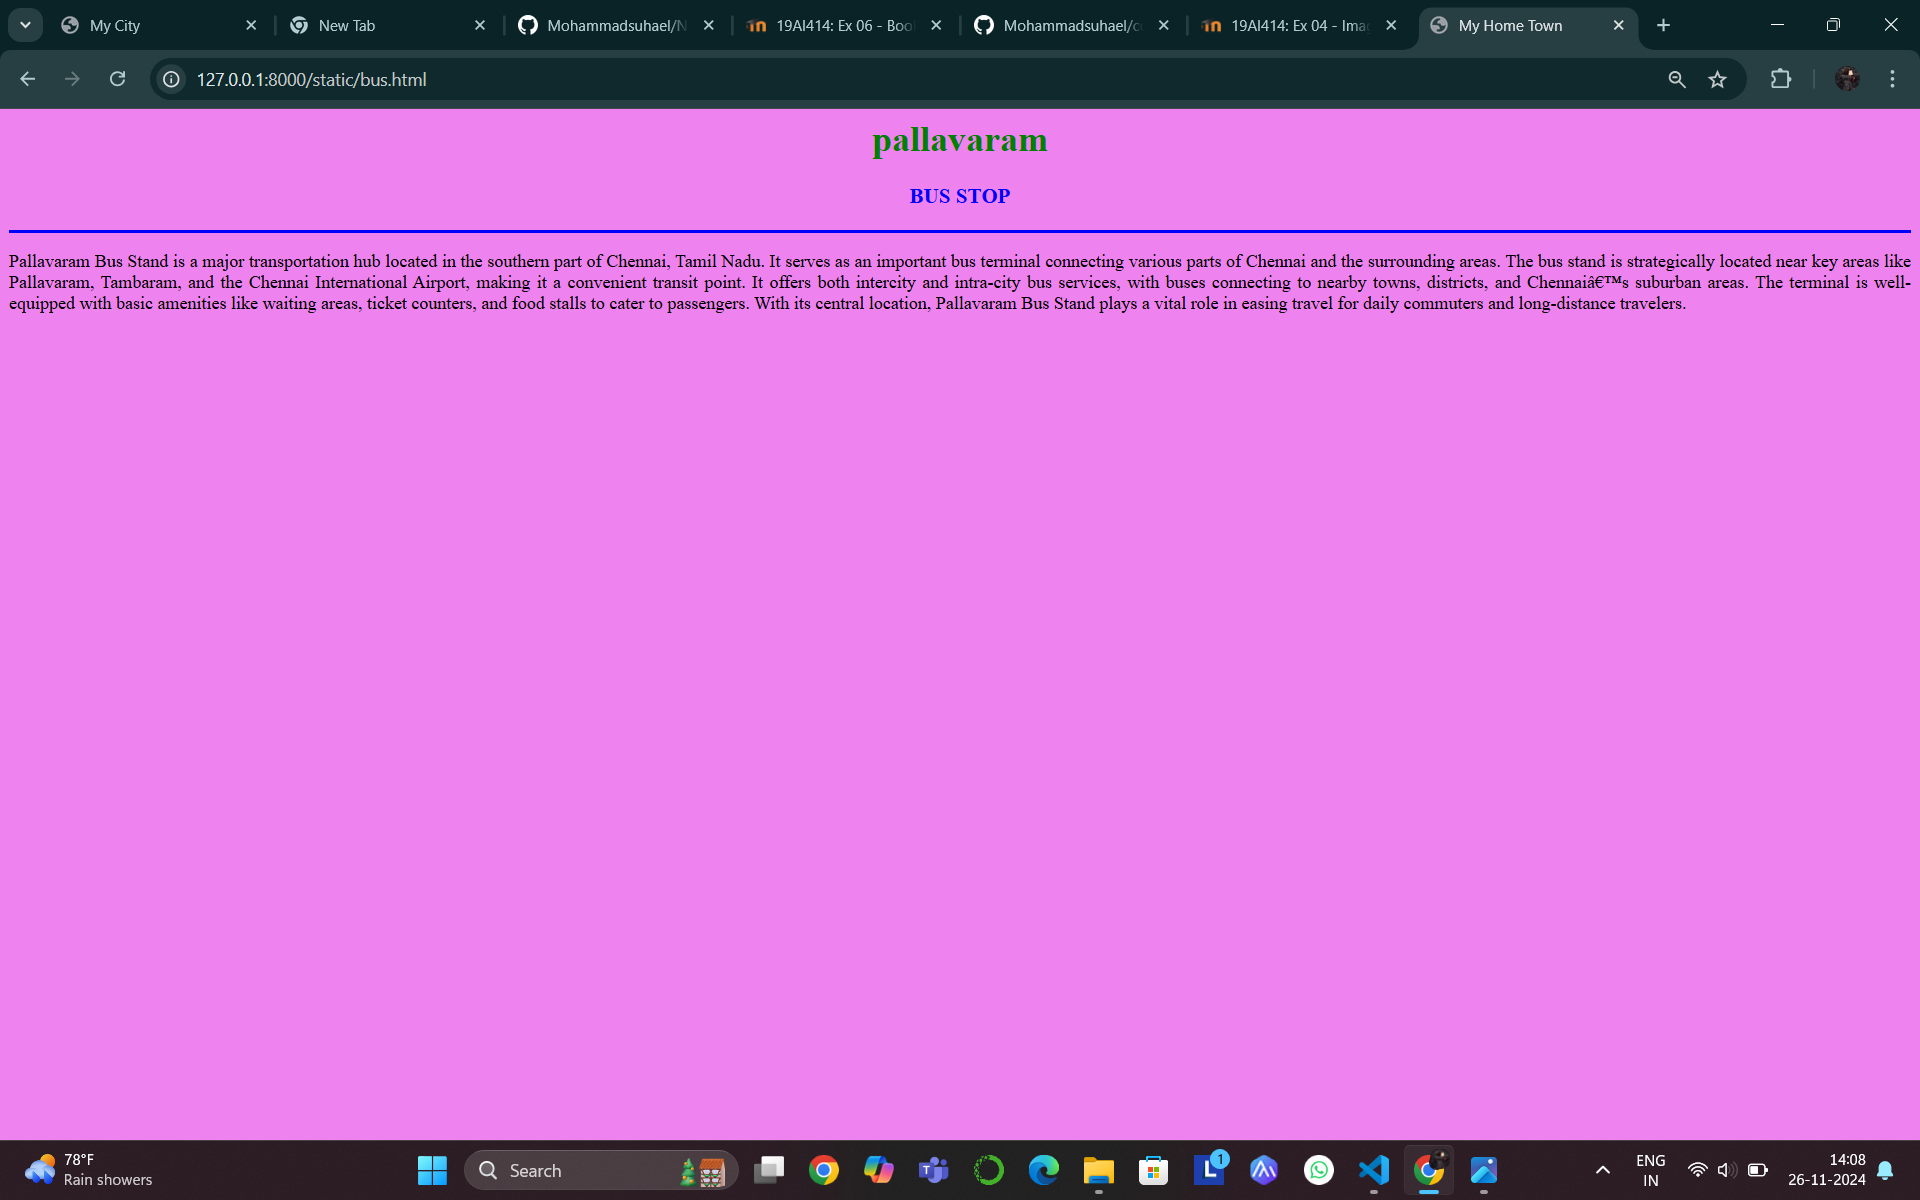 My City
New Tab
Mohammadsuhael/N
19AI414: Ex 06 - Boo
Mohammadsuhael/c
19AI414: Ex 04 - Ima
My Home Town
127.0.0.1:8000/static/bus.html
pallavaram
BUS STOP
Pallavaram Bus Stand is a major transportation hub located in the southern part of Chennai, Tamil Nadu. It serves as an important bus terminal connecting various parts of Chennai and the surrounding areas. The bus stand is strategically located near key areas like
Pallavaram, Tambaram, and the Chennai International Airport, making it a convenient transit point. It offers both intercity and intra-city bus services, with buses connecting to nearby towns, districts, and Chennaiâ€™s suburban areas. The terminal is well-
equipped with basic amenities like waiting areas, ticket counters, and food stalls to cater to passengers. With its central location, Pallavaram Bus Stand plays a vital role in easing travel for daily commuters and long-distance travelers.
78°F
Rain showers
Search
L
1
ENG
IN
14:08
26-11-2024